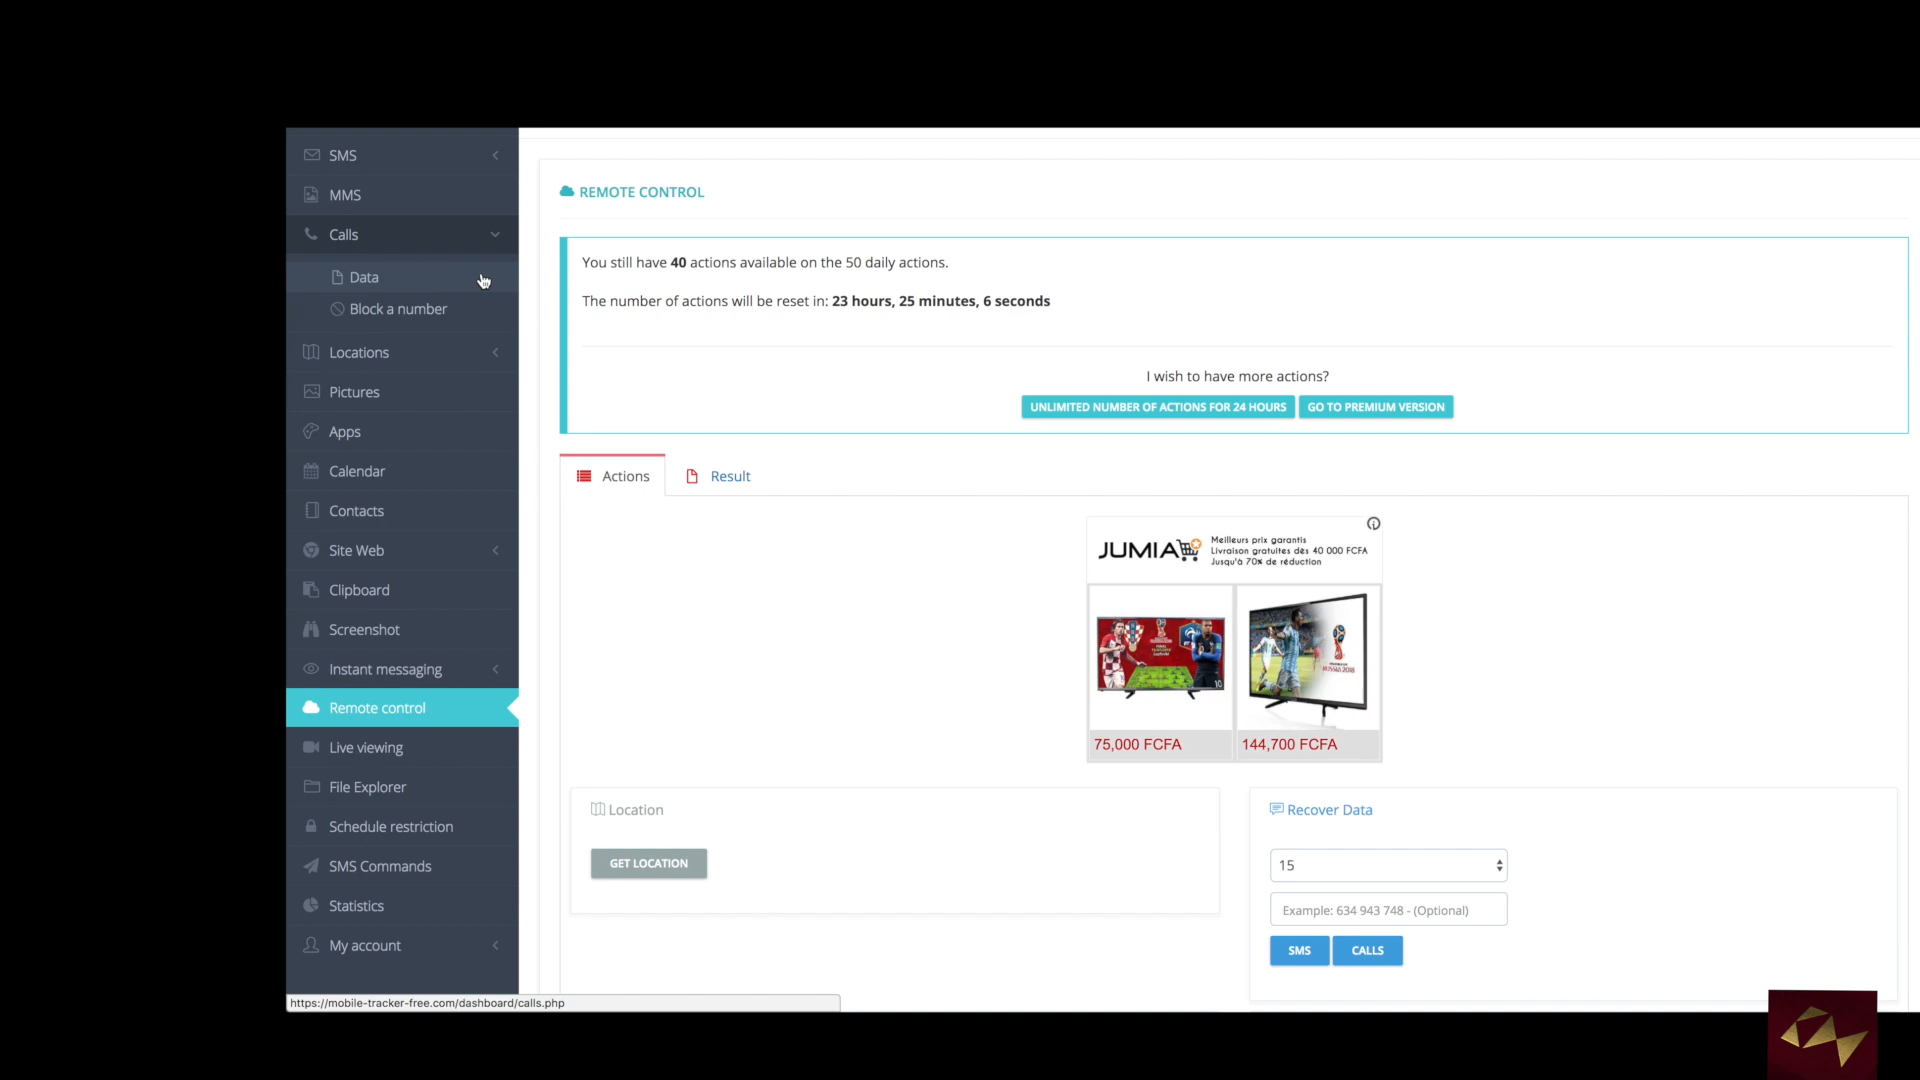 SMS
MMS
Calls
Data
Block a number
Locations
Pictures
Apps
Calendar
Contacts
Site Web
Clipboard
Screenshot
Instant messaging
Remote control
Live viewing
File Explorer
Schedule restriction
SMS Commands
Statistics
My account
https://mobile-tracker-free.com/dashboard/calls.php
REMOTE CONTROL
You still have 40 actions available on the 50 daily actions.
The number of actions will be reset in: 23 hours, 25 minutes, 6 seconds
I wish to have more actions?
UNLIMITED NUMBER OF ACTIONS FOR 24 HOURS
GO TO PREMIUM VERSION
Actions
Result
JUMIA
Meilleurs prix garantis
Livraison gratuites dès 40 000 FCFA
Jusqu'à 70% de réduction
75,000 FCFA
144,700 FCFA
Location
GET LOCATION
Recover Data
15
Example: 634 943 748 - (Optional)
SMS
CALLS